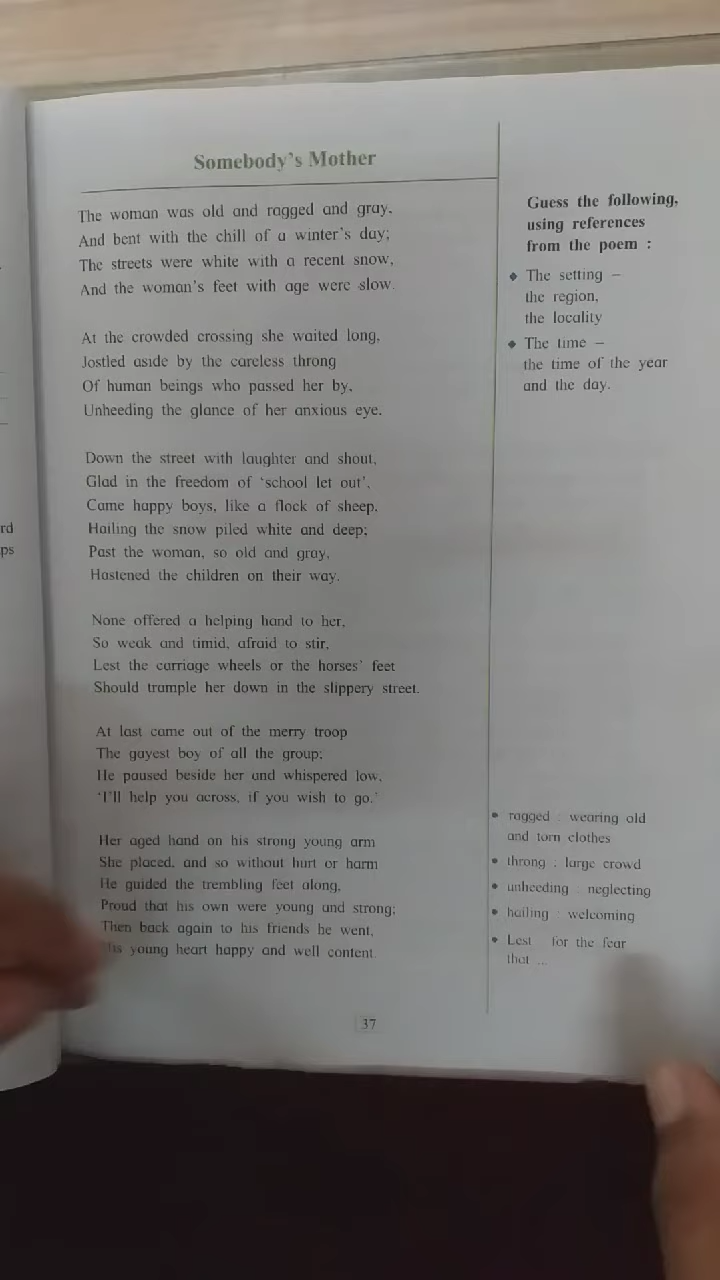 Somebody's Mother
The woman was old and ragged and gray,
And bent with the chill of a winter's day;
The streets were white with a recent snow,
And the woman's feet with age were slow.
At the crowded crossing she waited long,
Jostled aside by the careless throng
Of human beings who passed her by,
Unheeding the glance of her anxious eye.
Down the street with laughter and shout,
Glad in the freedom of 'school let out',
Came happy boys, like a flock of sheep,
Hailing the snow piled white and deep;
Past the woman, so old and gray,
Hastened the children on their way.
None offered a helping hand to her,
So weak and timid, afraid to stir,
Lest the carriage wheels or the horses' feet
Should trample her down in the slippery street.
At last came out of the merry troop
The gayest boy of all the group;
He paused beside her and whispered low,
'I'll help you across, if you wish to go.'
Her aged hand on his strong young arm
She placed, and so without hurt or harm
He guided the trembling feet along,
Proud that his own were young and strong;
Then back again to his friends he went,
His young heart happy and well content.
37
Guess the following,
using references
from the poem :
◆ The setting –
the region,
the locality
◆ The time –
the time of the year
and the day.
• ragged : wearing old
and torn clothes
• throng : large crowd
• unheeding : neglecting
• hailing : welcoming
• Lest for the fear
that ...
rd
ps